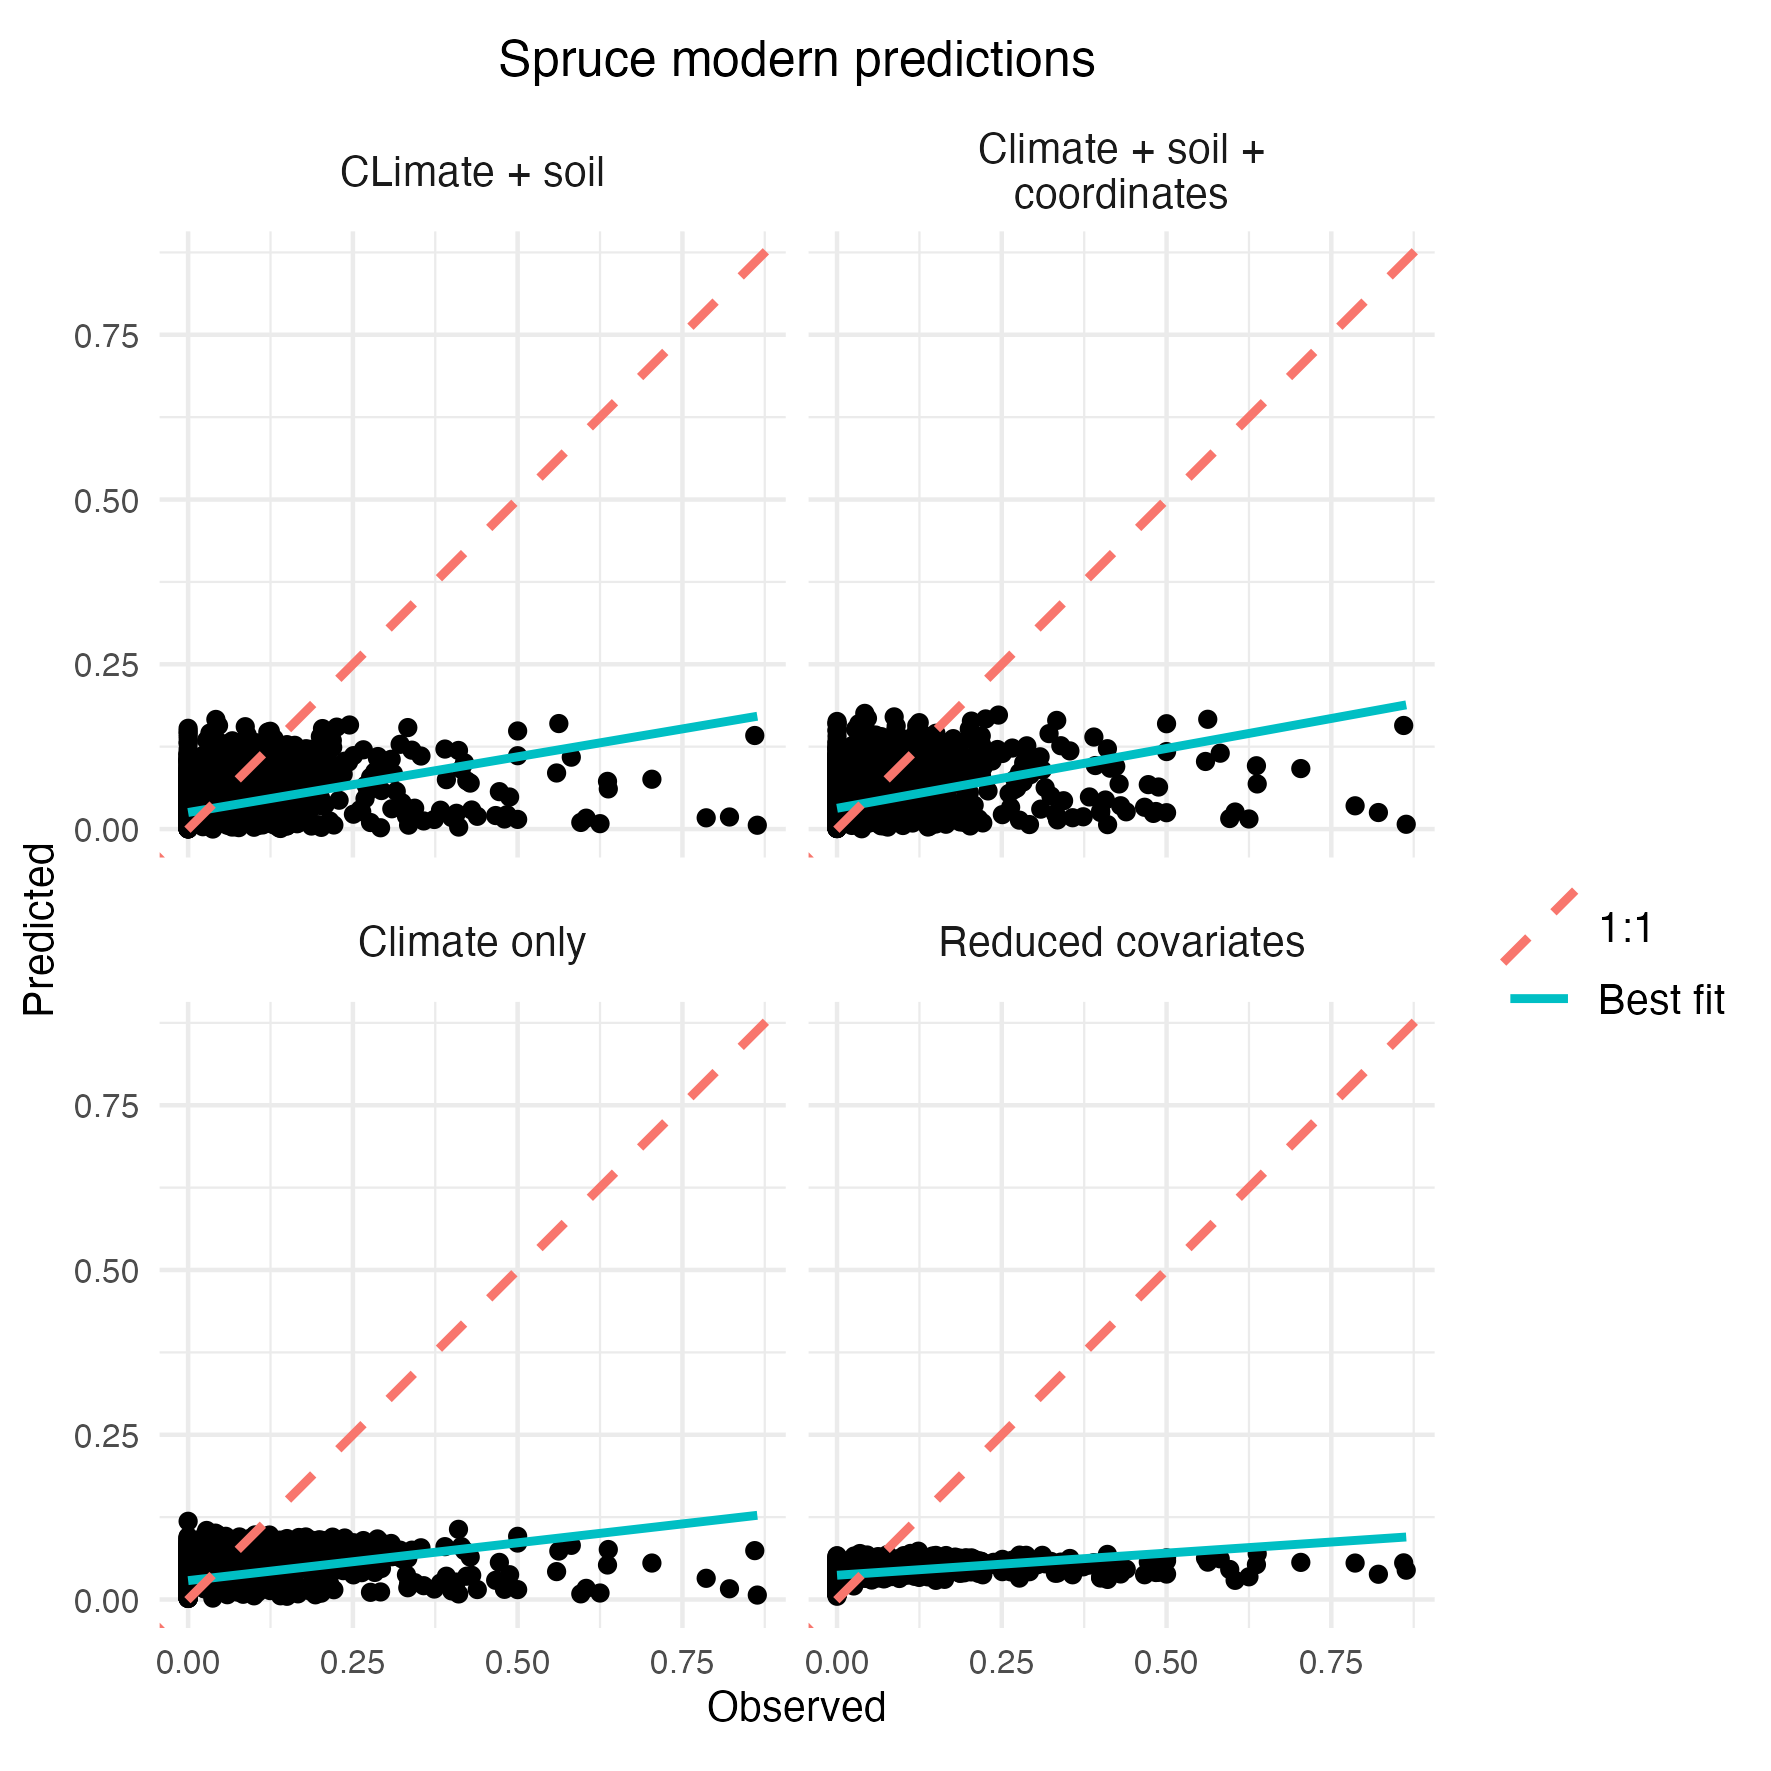 Spruce modern predictions
CLimate + soil
Climate + soil +
coordinates
0.75
0.50
0.25
0.00
Predicted
Climate only
Reduced covariates
1:1
Best fit
0.75
0.50
0.25
0.00
0.00 0.25 0.50 0.75
0.00 0.25 0.50 0.75
Observed